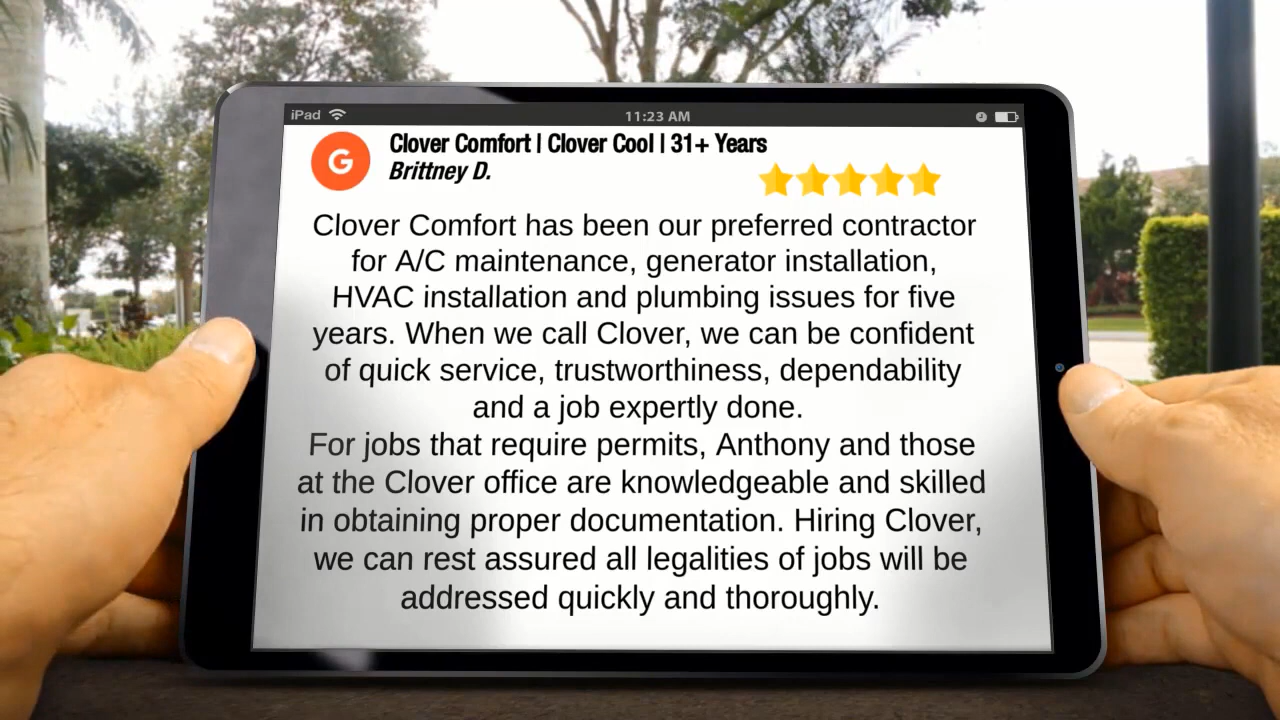 iPad 11:23 AM
G
Clover Comfort | Clover Cool | 31+ Years
Brittney D.
Clover Comfort has been our preferred contractor
for A/C maintenance, generator installation,
HVAC installation and plumbing issues for five
years. When we call Clover, we can be confident
of quick service, trustworthiness, dependability
and a job expertly done.
For jobs that require permits, Anthony and those
at the Clover office are knowledgeable and skilled
in obtaining proper documentation. Hiring Clover,
we can rest assured all legalities of jobs will be
addressed quickly and thoroughly.